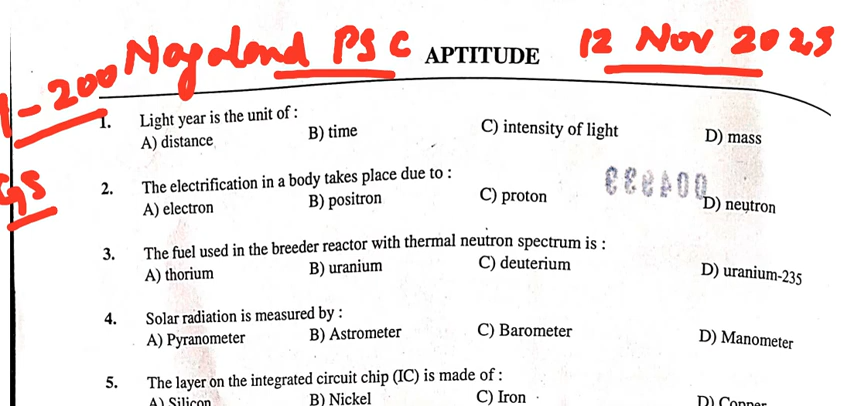 Nagaland PSC APTITUDE 12 Nov 2025
1-200
GS
1. Light year is the unit of :
A) distance B) time C) intensity of light D) mass
2. The electrification in a body takes place due to :
A) electron B) positron C) proton D) neutron
3. The fuel used in the breeder reactor with thermal neutron spectrum is :
A) thorium B) uranium C) deuterium D) uranium-235
4. Solar radiation is measured by :
A) Pyranometer B) Astrometer C) Barometer D) Manometer
5. The layer on the integrated circuit chip (IC) is made of :
A) Silicon B) Nickel C) Iron D) Copper